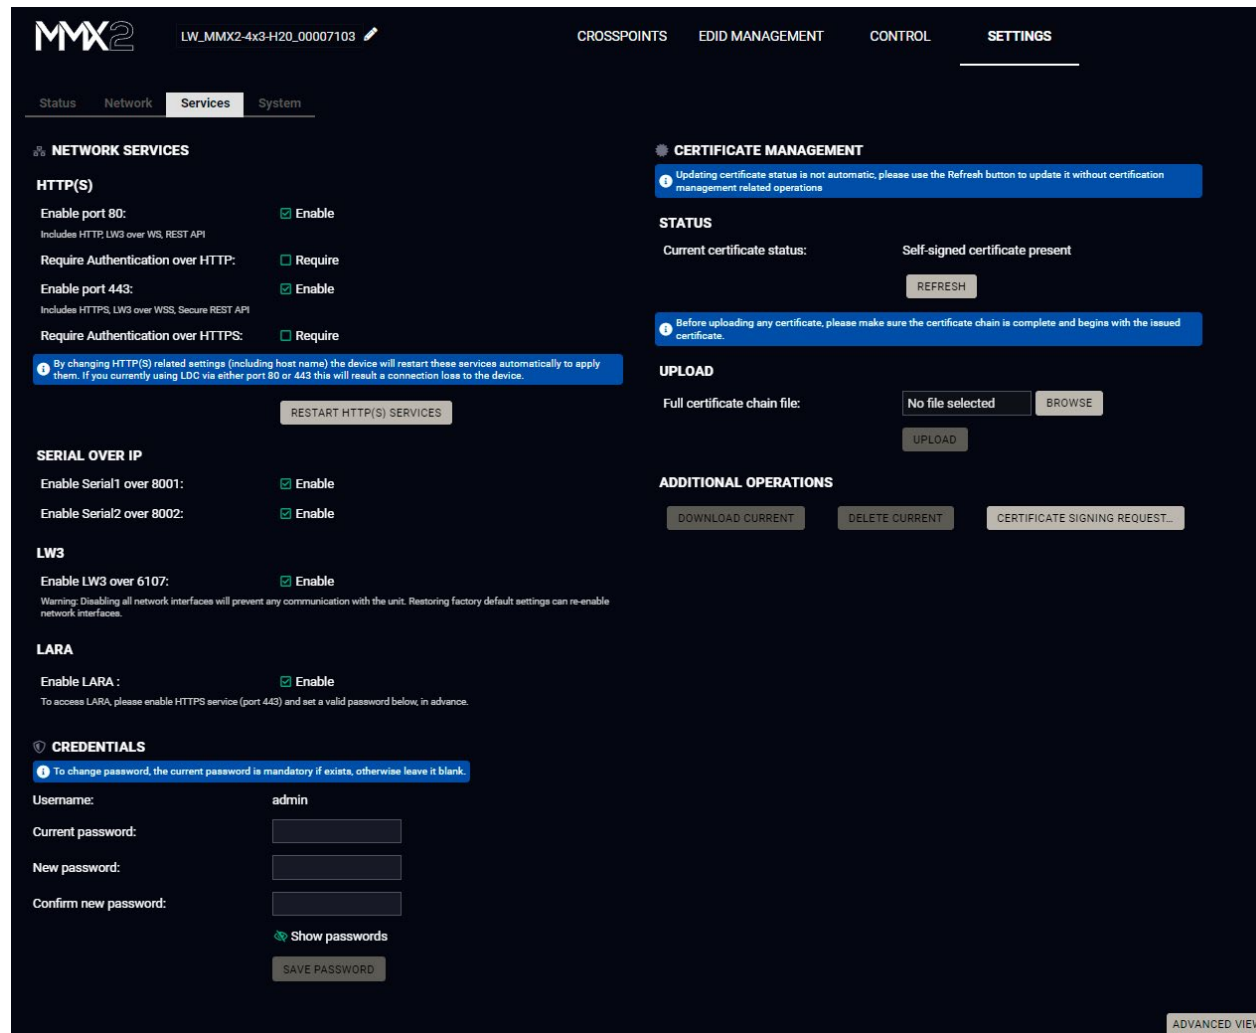 MMX2
LW_MMX2-4x3-H20_00007103
CROSSPOINTS
EDID MANAGEMENT
CONTROL
SETTINGS
Status
Network
Services
System
NETWORK SERVICES
HTTP(S)
Enable port 80:
Enable
Includes HTTP, LW3 over WS, REST API
Require Authentication over HTTP:
Require
Enable port 443:
Enable
Includes HTTPS, LW3 over WSS, Secure REST API
Require Authentication over HTTPS:
Require
By changing HTTP(S) related settings (including host name) the device will restart these services automatically to apply
them. If you currently using LDC via either port 80 or 443 this will result a connection loss to the device.
RESTART HTTP(S) SERVICES
SERIAL OVER IP
Enable Serial1 over 8001:
Enable
Enable Serial2 over 8002:
Enable
LW3
Enable LW3 over 6107:
Enable
Warning: Disabling all network interfaces will prevent any communication with the unit. Restoring factory default settings can re-enable
network interfaces.
LARA
Enable LARA :
Enable
To access LARA, please enable HTTPS service (port 443) and set a valid password below, in advance.
CREDENTIALS
To change password, the current password is mandatory if exists, otherwise leave it blank.
Username:
admin
Current password:
New password:
Confirm new password:
Show passwords
SAVE PASSWORD
CERTIFICATE MANAGEMENT
Updating certificate status is not automatic, please use the Refresh button to update it without certification
management related operations
STATUS
Current certificate status:
Self-signed certificate present
REFRESH
Before uploading any certificate, please make sure the certificate chain is complete and begins with the issued
certificate.
UPLOAD
Full certificate chain file:
No file selected
BROWSE
UPLOAD
ADDITIONAL OPERATIONS
DOWNLOAD CURRENT
DELETE CURRENT
CERTIFICATE SIGNING REQUEST...
ADVANCED VIE